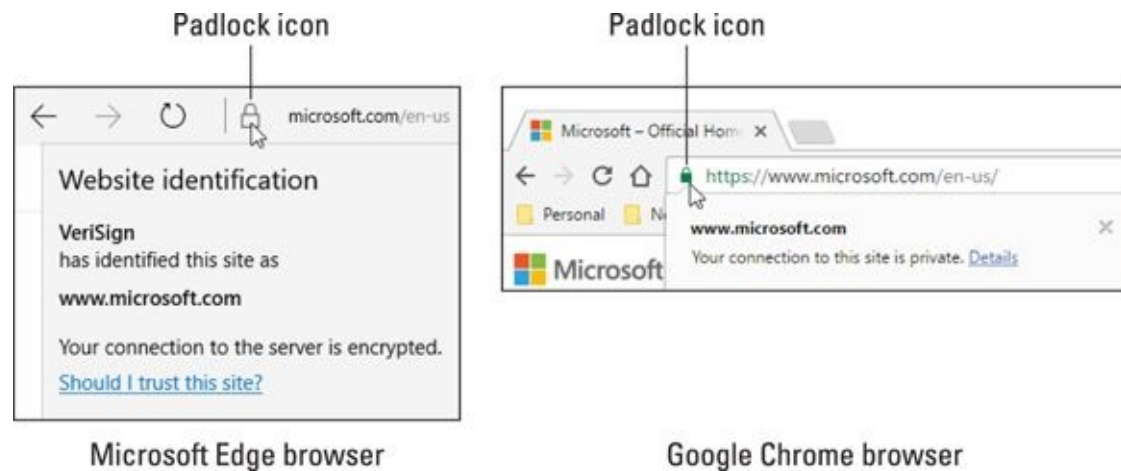 Padlock icon
Padlock icon
microsoft.com/en-us
Website identification
VeriSign
has identified this site as
www.microsoft.com
Your connection to the server is encrypted.
Should I trust this site?
Microsoft – Official Hom
https://www.microsoft.com/en-us/
Personal
www.microsoft.com
Your connection to this site is private. Details
Microsoft
Microsoft Edge browser
Google Chrome browser